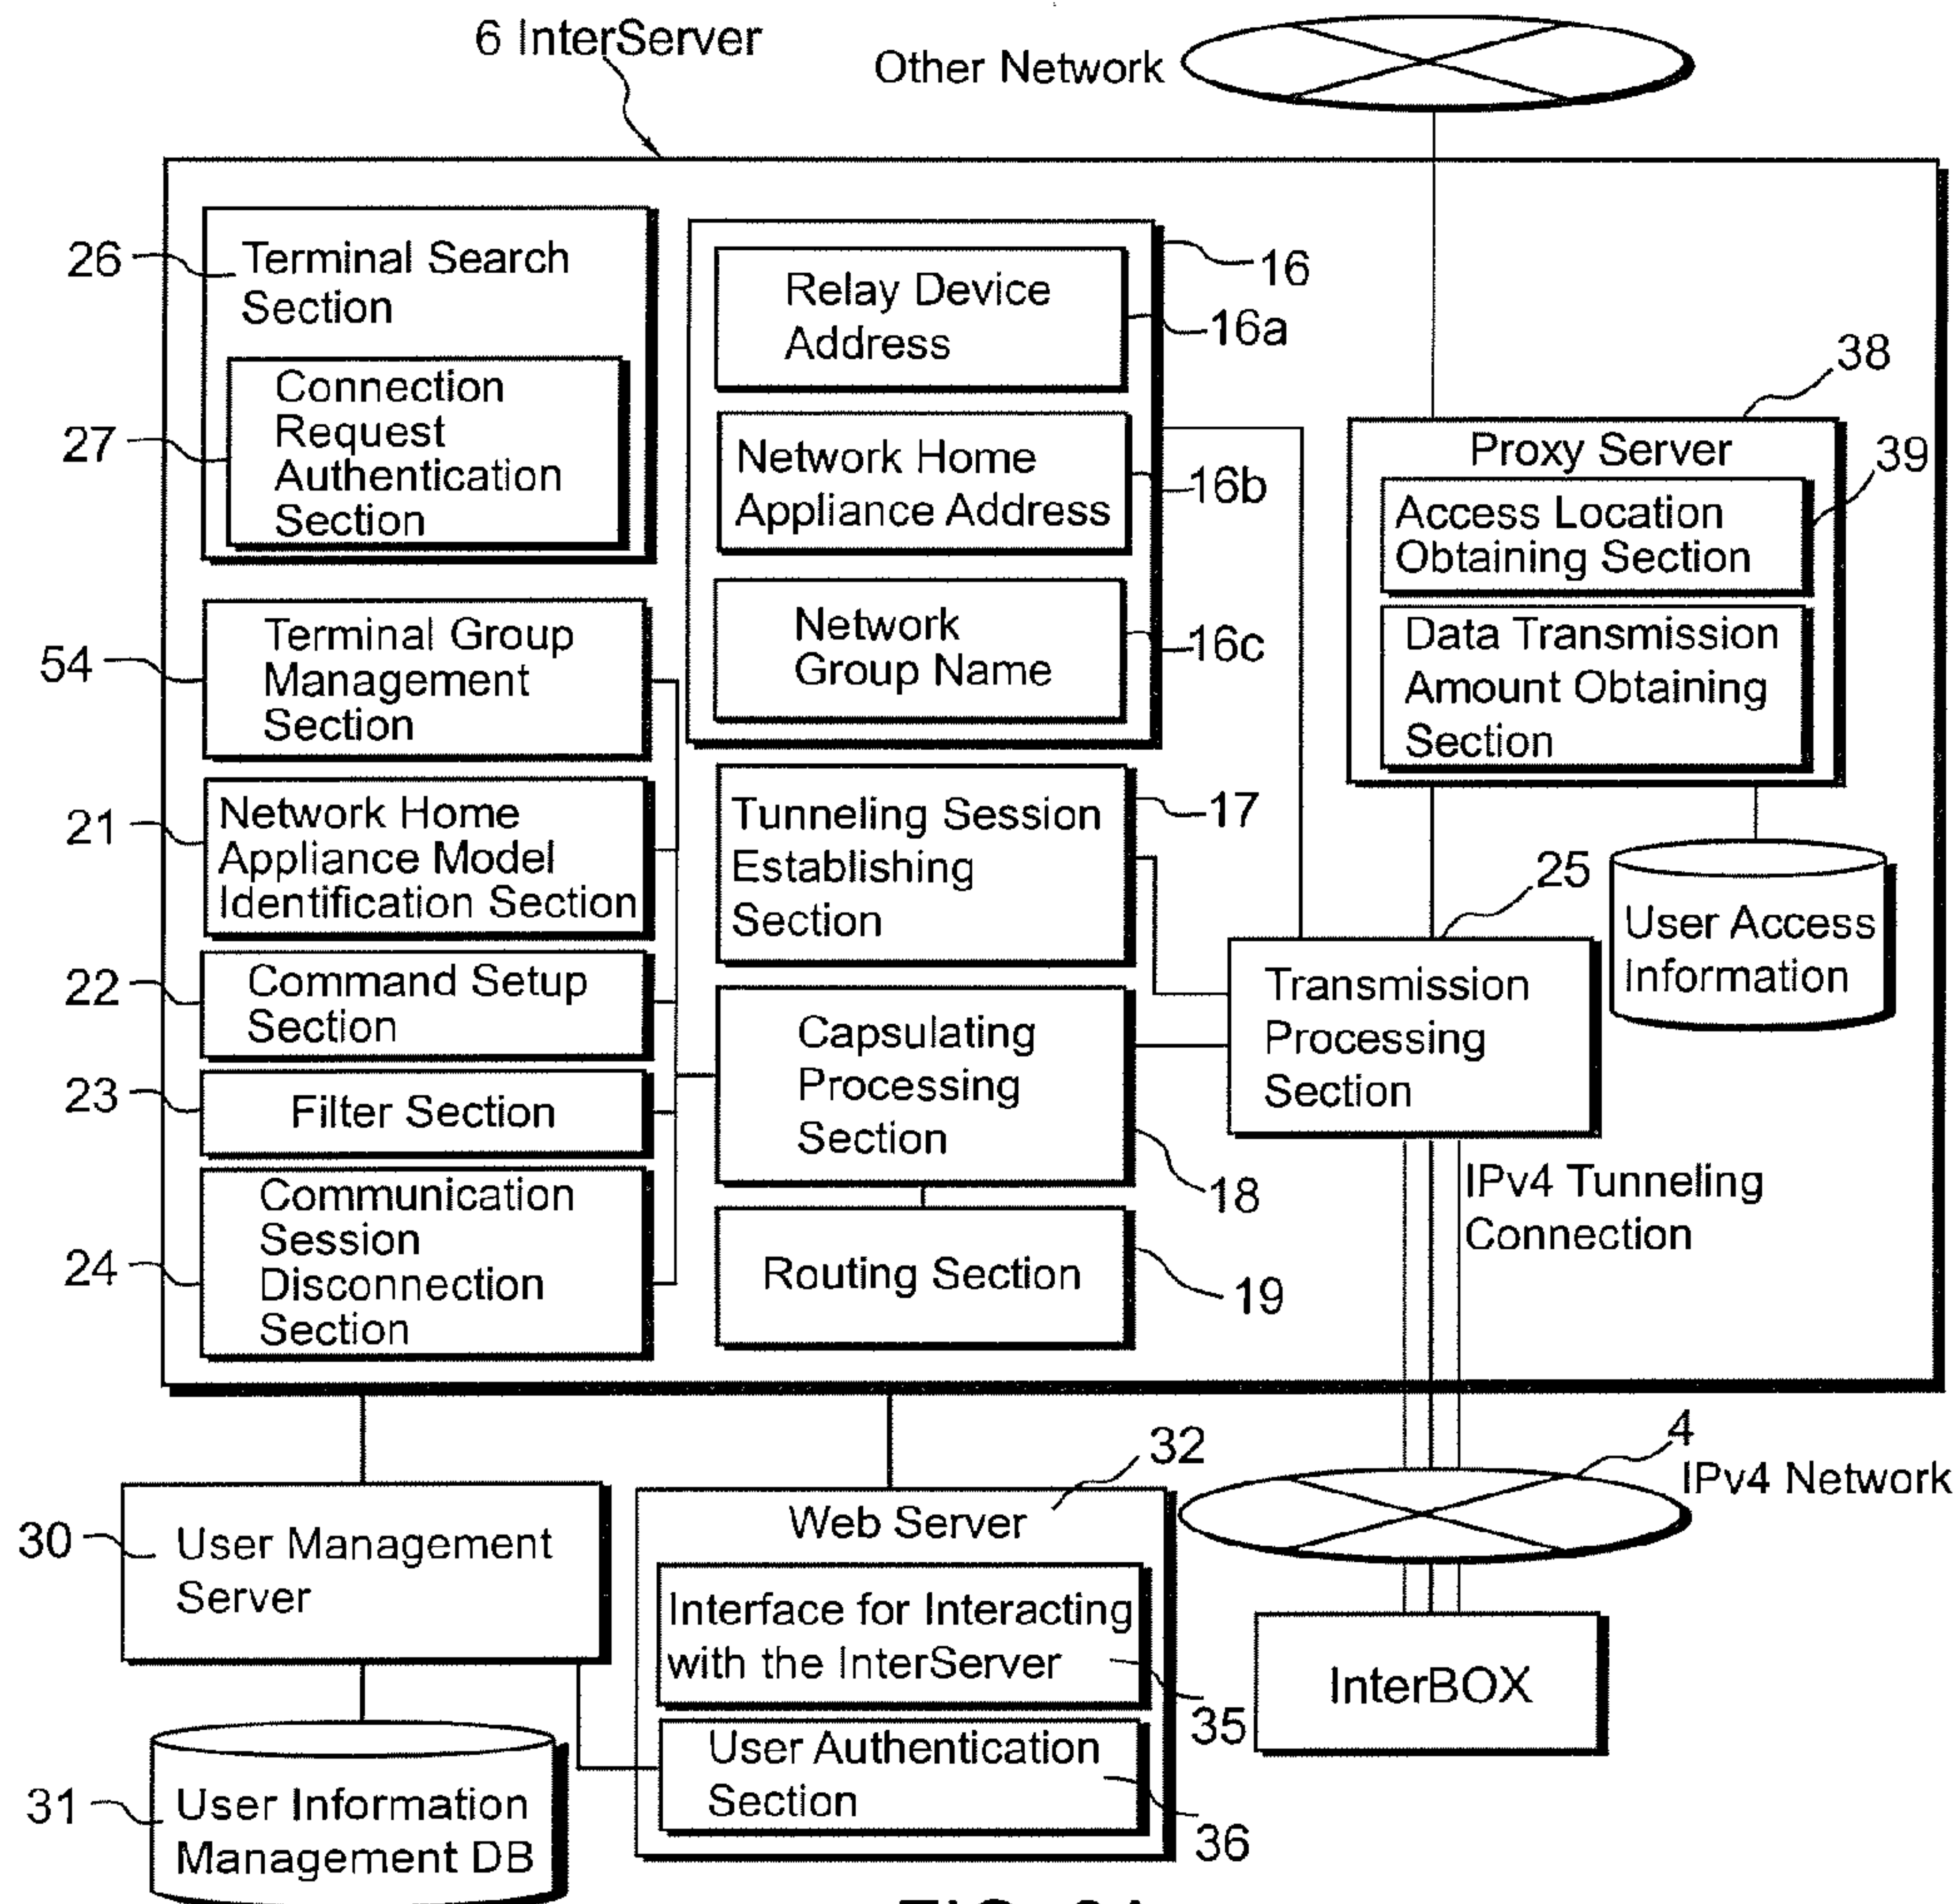 6 InterServer
Other Network
26
Terminal Search
Section
27
Connection
Request
Authentication
Section
16
Relay Device
Address
16a
Network Home
Appliance Address
16b
Network
Group Name
16c
38
Proxy Server
39
Access Location
Obtaining Section
Data Transmission
Amount Obtaining
Section
54
Terminal Group
Management
Section
21
Network Home
Appliance Model
Identification Section
22
Command Setup
Section
23
Filter Section
24
Communication
Session
Disconnection
Section
Tunneling Session
Establishing
Section
17
Capsulating
Processing
Section
18
Routing Section
19
25
Transmission
Processing
Section
User Access
Information
IPv4 Tunneling
Connection
4
IPv4 Network
30
User Management
Server
32
Web Server
Interface for Interacting
with the InterServer
35
User Authentication
Section
36
InterBOX
31
User Information
Management DB